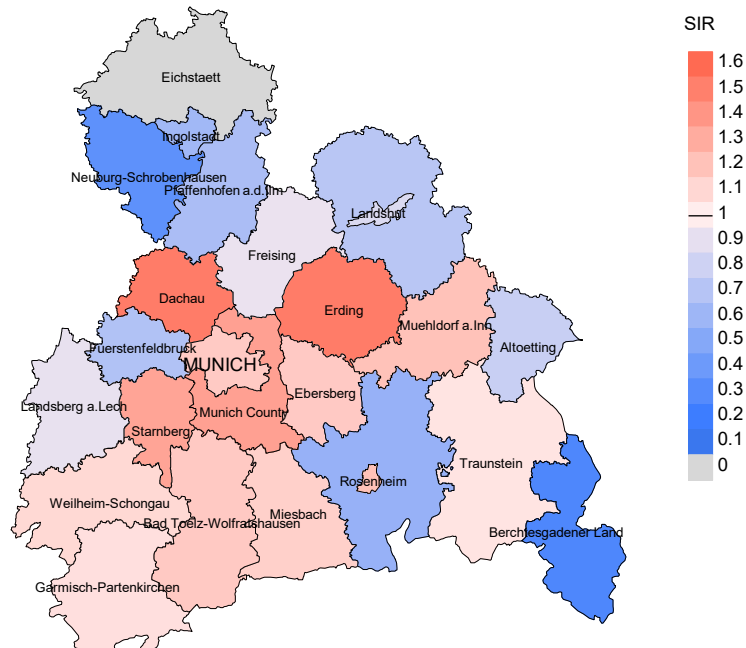 SIR
1.6
1.5
1.4
1.3
1.2
1.1
1
0.9
0.8
0.7
0.6
0.5
0.4
0.3
0.2
0.1
0
Eichstaett
Ingolstadt
Neuburg-Schrobenhausen
Pfaffenhofen a.d.Ilm
Landshut
Freising
Dachau
Erding
Muehldorf a.Inn
Fuerstenfeldbruck
Altoetting
MUNICH
Ebersberg
Landsberg a.Lech
Munich County
Starnberg
Traunstein
Rosenheim
Weilheim-Schongau
Miesbach
Bad Toelz-Wolfratshausen
Berchtesgadener Land
Garmisch-Partenkirchen